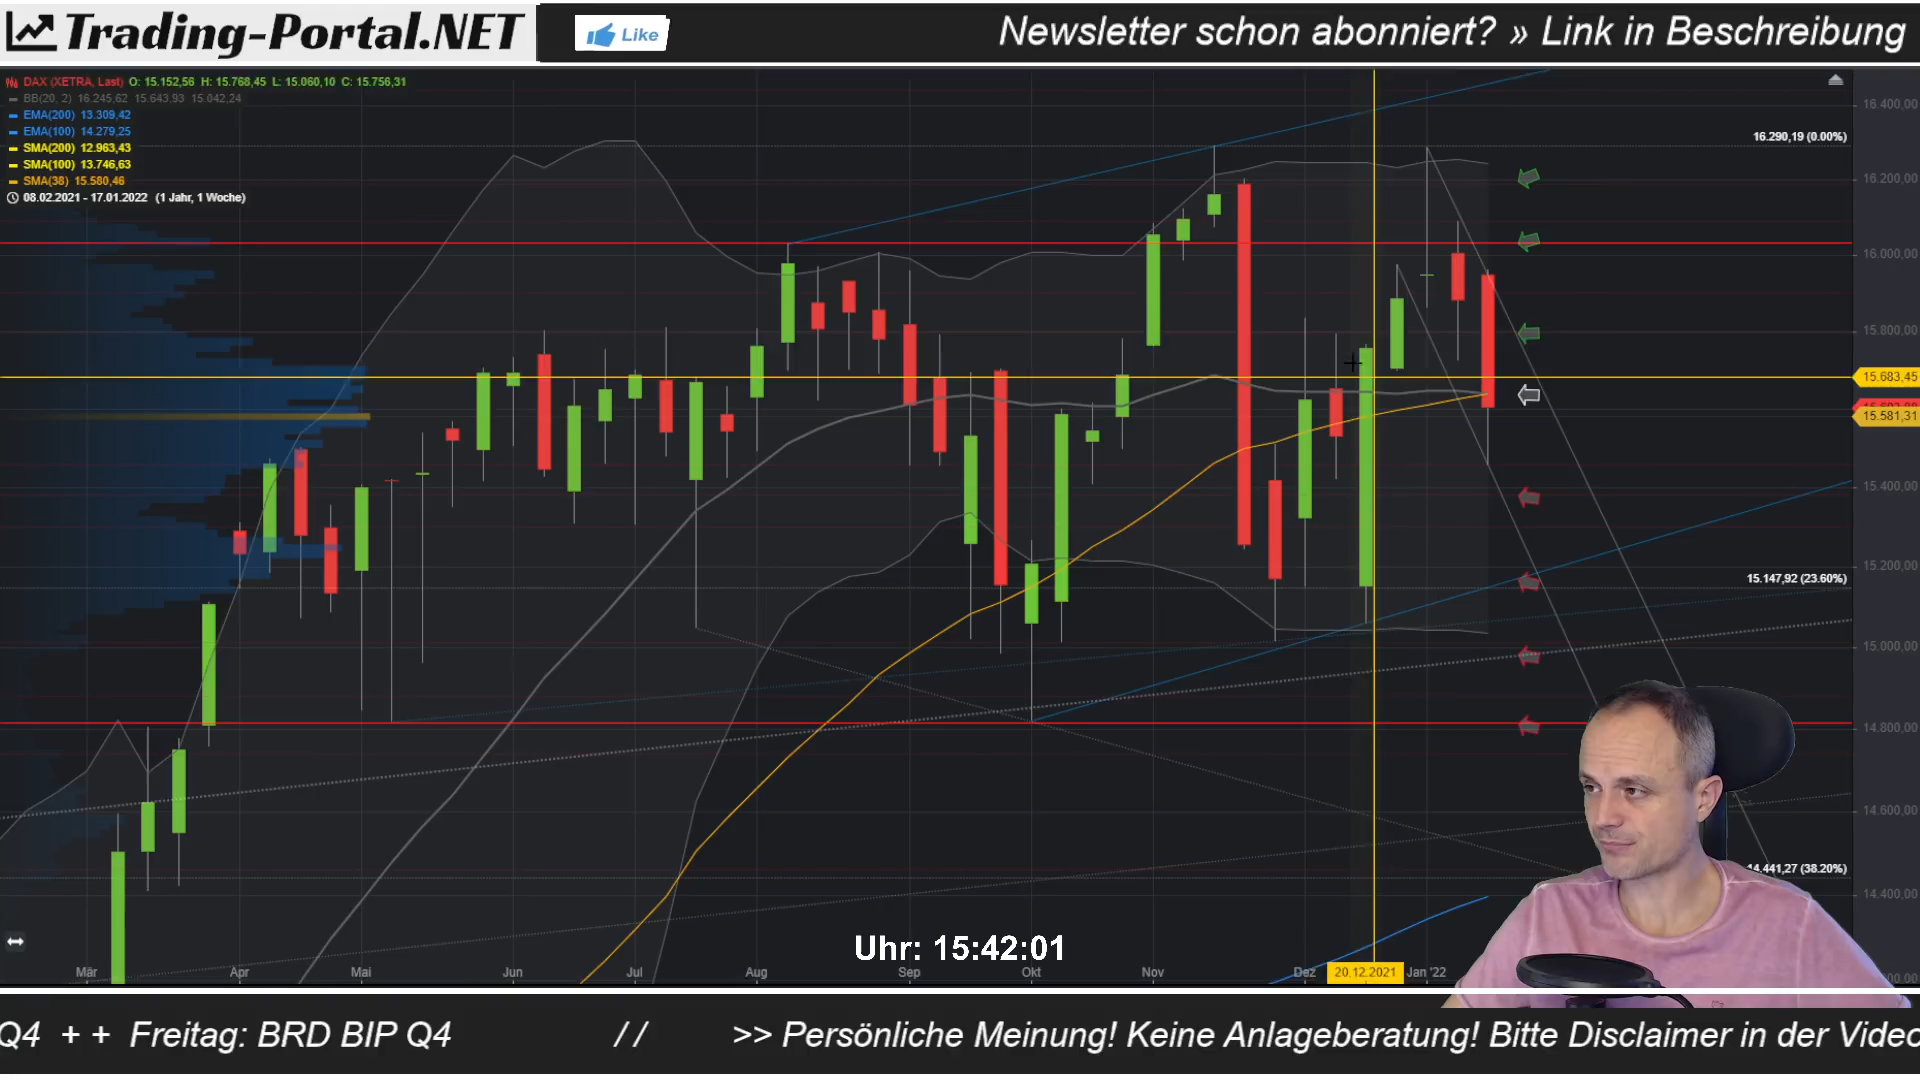 Trading-Portal.NET
Like
Newsletter schon abonniert? » Link in Beschreibung
DAX (XETRA, Last) O: 15.152,56 H: 15.768,45 L: 15.060,10 C: 15.756,31
BB(20, 2) 16.245,62 15.643,93 15.042,24
EMA(200) 13.309,42
EMA(100) 14.279,25
SMA(200) 12.963,43
SMA(100) 13.746,63
SMA(38) 15.580,46
08.02.2021 - 17.01.2022 (1 Jahr, 1 Woche)
16.400,00
16.290,19 (0.00%)
16.200,00
16.000,00
15.800,00
15.683,45
15.581,31
15.400,00
15.200,00
15.147,92 (23.60%)
15.000,00
14.800,00
14.600,00
14.441,27 (38.20%)
14.400,00
Uhr: 15:42:01
Mär Apr Mai Jun Jul Aug Sep Okt Nov Dez 20.12.2021 Jan '22
Q4 + + Freitag: BRD BIP Q4 // >> Persönliche Meinung! Keine Anlageberatung! Bitte Disclaimer in der Video